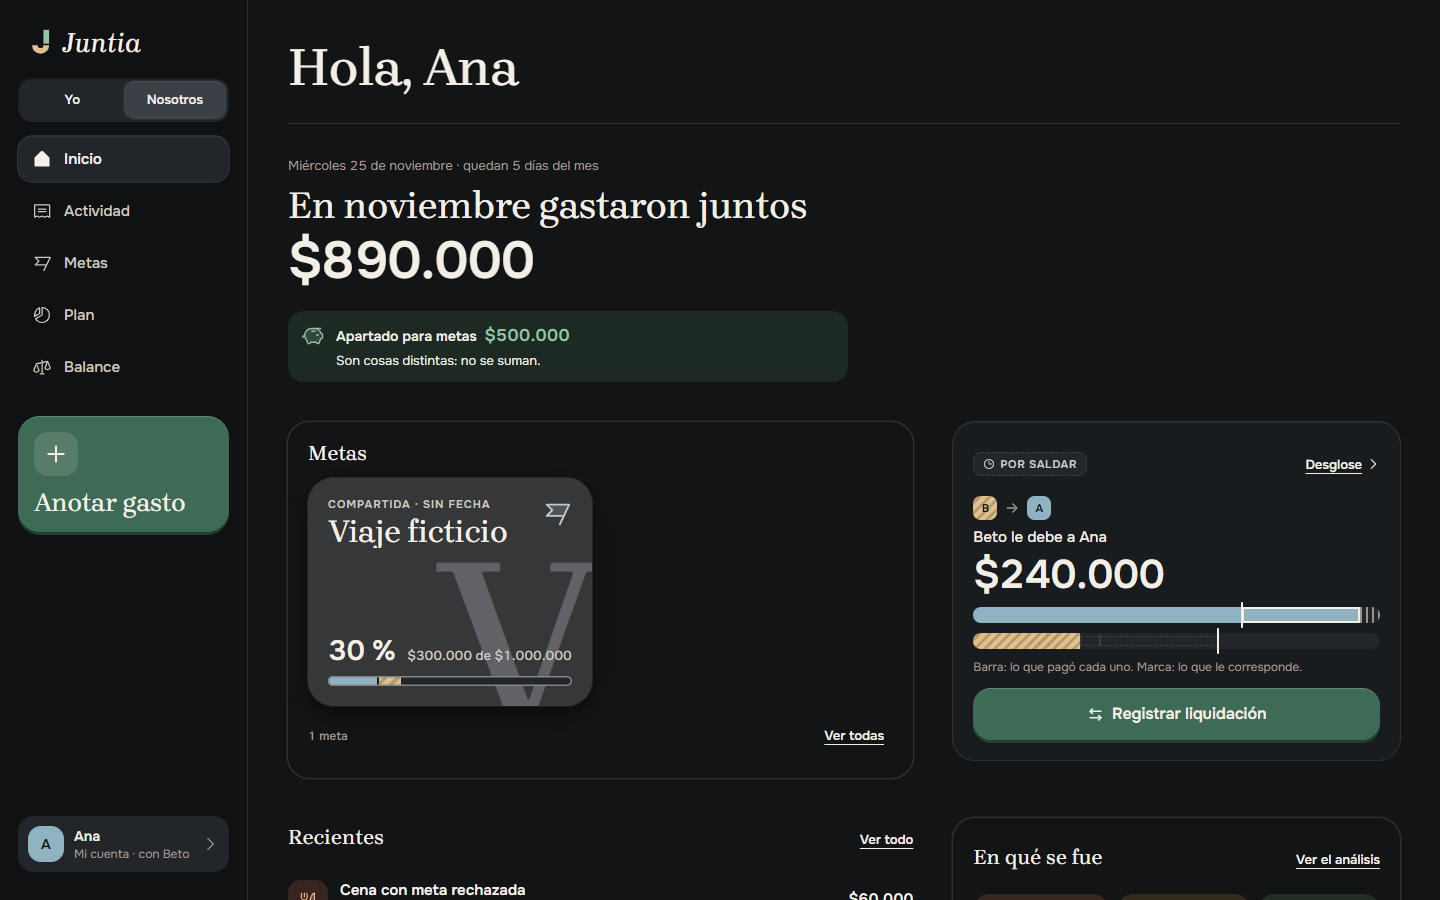 Juntia
Yo
Nosotros
Inicio
Actividad
Metas
Plan
Balance
Anotar gasto
A
Ana
Mi cuenta · con Beto
Hola, Ana
Miércoles 25 de noviembre · quedan 5 días del mes
En noviembre gastaron juntos
$890.000
Apartado para metas $500.000
Son cosas distintas: no se suman.
Metas
COMPARTIDA · SIN FECHA
Viaje ficticio
V
30 % $300.000 de $1.000.000
1 meta
Ver todas
POR SALDAR
Desglose
B → A
Beto le debe a Ana
$240.000
Barra: lo que pagó cada uno. Marca: lo que le corresponde.
Registrar liquidación
Recientes
Ver todo
Cena con meta rechazada
$60.000
En qué se fue
Ver el análisis